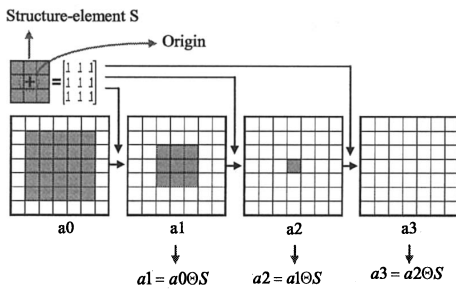 Structure-element S
Origin
+ = [1 1 1
1 1 1
1 1 1]
a0 a1 a2 a3
a1 = a0ΘS a2 = a1ΘS a3 = a2ΘS